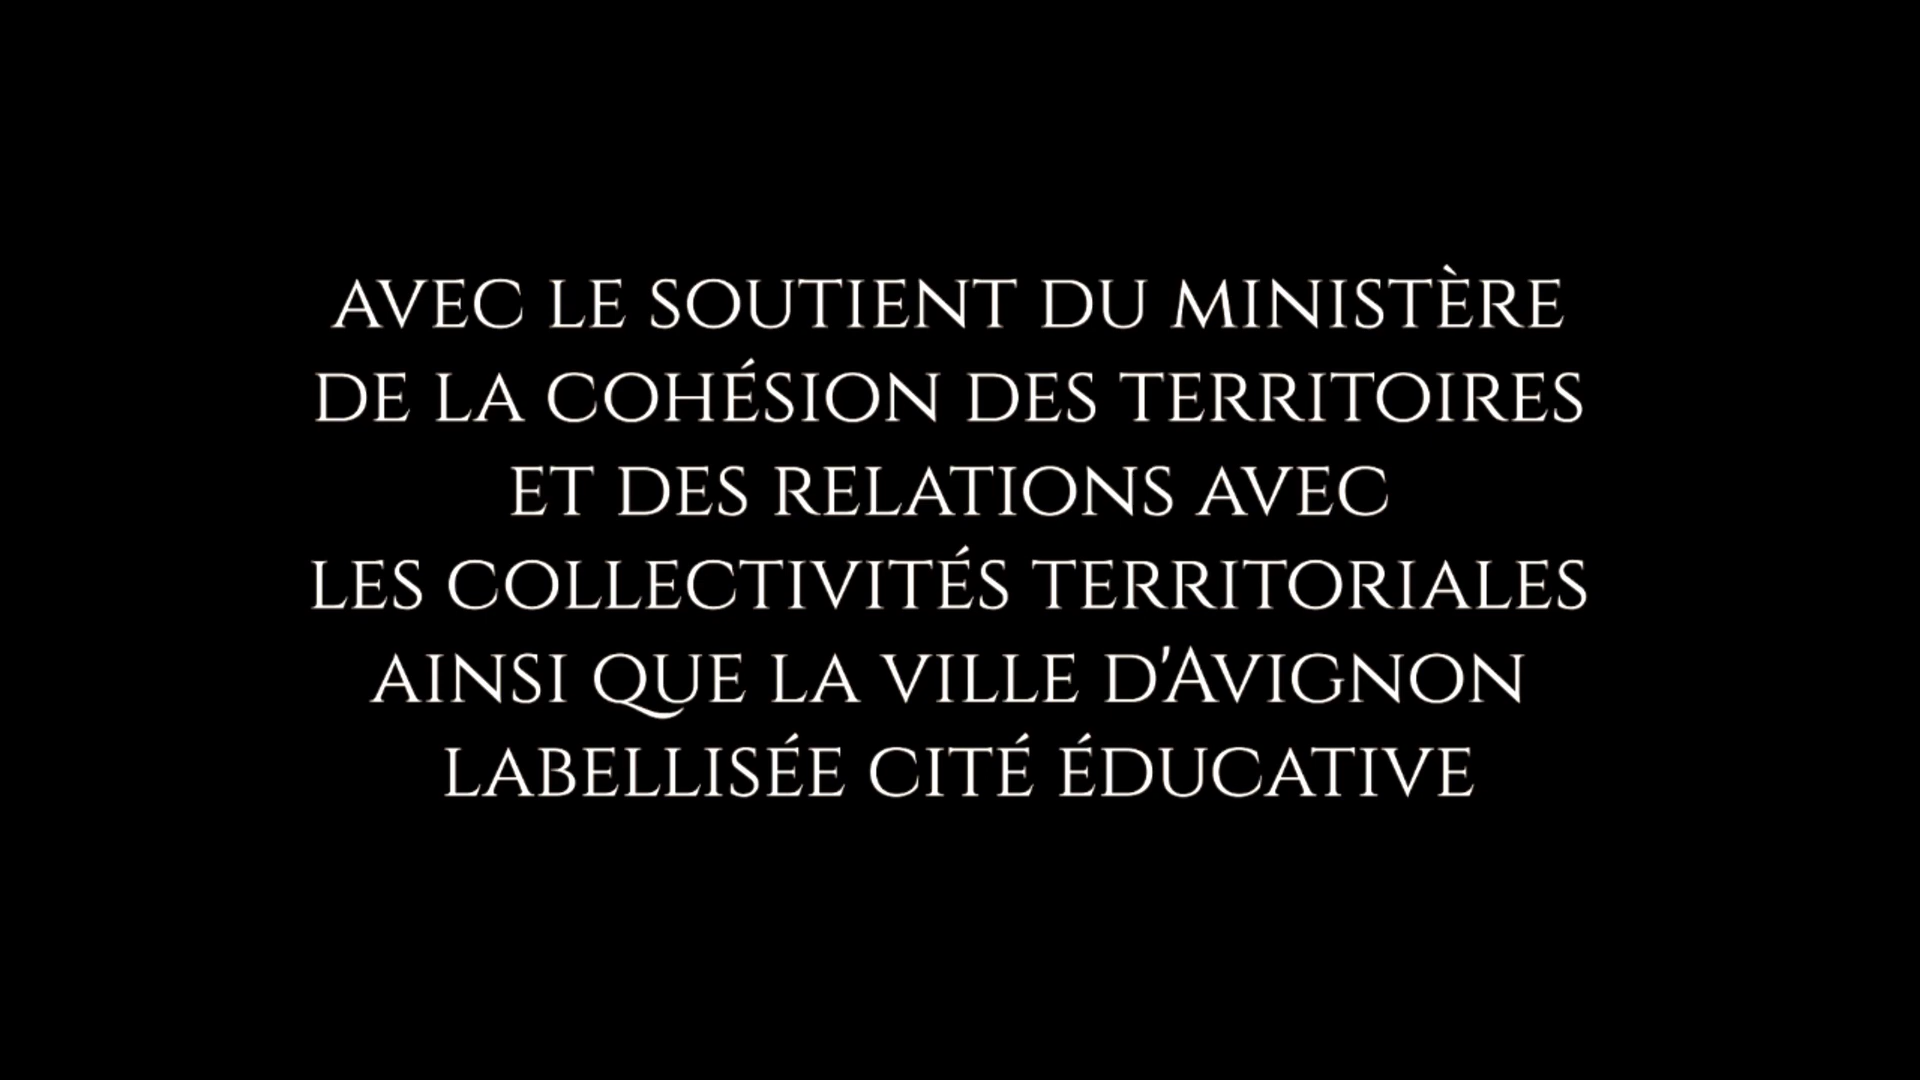 AVEC LE SOUTIENT DU MINISTÈRE
DE LA COHÉSION DES TERRITOIRES
ET DES RELATIONS AVEC
LES COLLECTIVITÉS TERRITORIALES
AINSI QUE LA VILLE D'AVIGNON
LABELLISÉE CITÉ ÉDUCATIVE